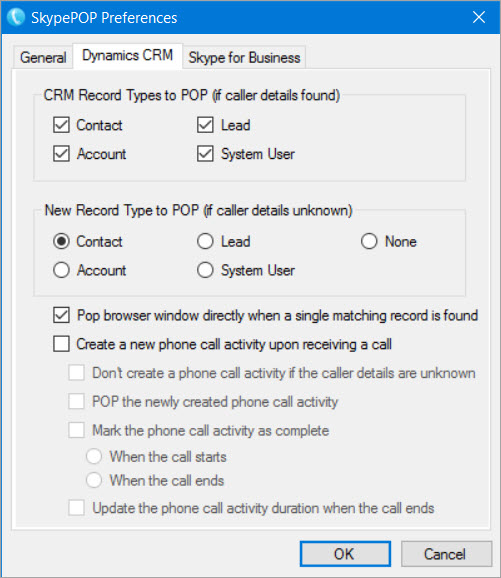 SkypePOP Preferences
General Dynamics CRM Skype for Business
CRM Record Types to POP (if caller details found)
Contact Lead
Account System User
New Record Type to POP (if caller details unknown)
Contact Lead None
Account System User
Pop browser window directly when a single matching record is found
Create a new phone call activity upon receiving a call
Don't create a phone call activity if the caller details are unknown
POP the newly created phone call activity
Mark the phone call activity as complete
When the call starts
When the call ends
Update the phone call activity duration when the call ends
OK Cancel